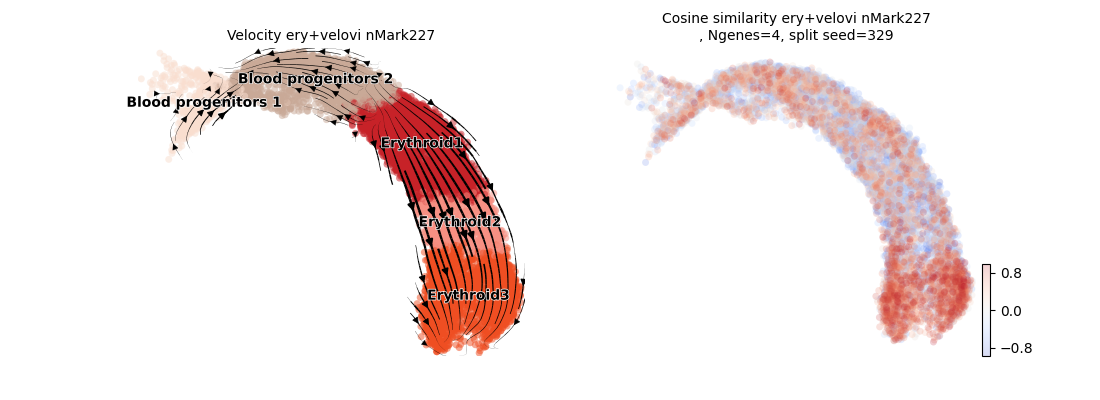 Velocity ery+velovi nMark227
Blood progenitors 2
Blood progenitors 1
Erythroid1
Erythroid2
Erythroid3
Cosine similarity ery+velovi nMark227
, Ngenes=4, split seed=329
0.8
0.0
−0.8